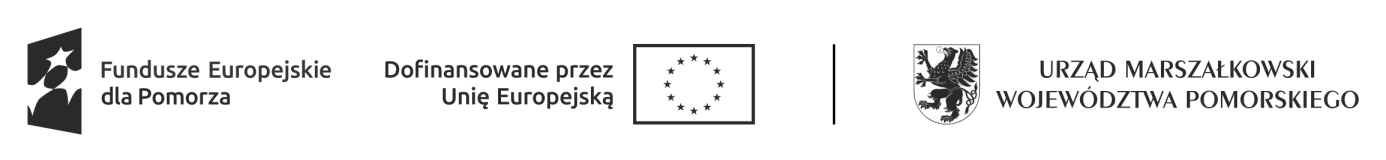 Fundusze Europejskie
dla Pomorza
Dofinansowane przez
Unię Europejską
URZĄD MARSZAŁKOWSKI
WOJEWÓDZTWA POMORSKIEGO